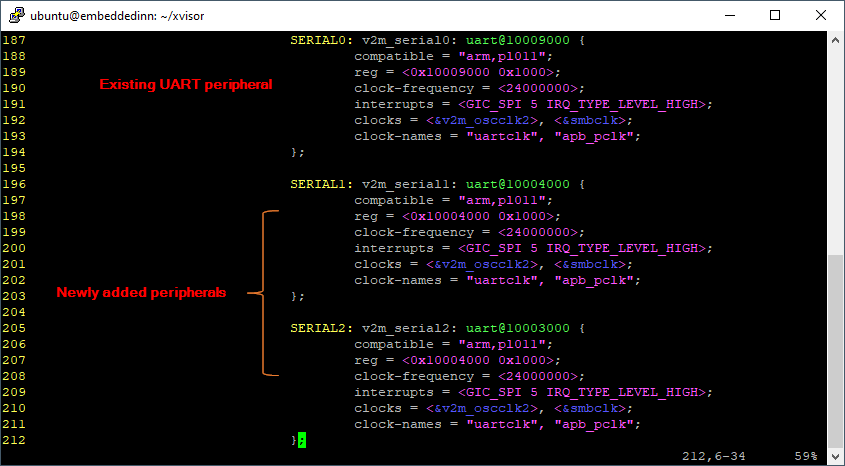 ubuntu@embeddedinn: ~/xvisor
187 SERIAL0: v2m_serial0: uart@10009000 {
188 compatible = "arm,pl011";
189 reg = <0x10009000 0x1000>;
Existing UART peripheral
190 clock-frequency = <24000000>;
191 interrupts = <GIC_SPI 5 IRQ_TYPE_LEVEL_HIGH>;
192 clocks = <&v2m_oscclk2>, <&smbclk>;
193 clock-names = "uartclk", "apb_pclk";
194 };
195
196 SERIAL1: v2m_serial1: uart@10004000 {
197 compatible = "arm,pl011";
198 reg = <0x10004000 0x1000>;
199 clock-frequency = <24000000>;
200 interrupts = <GIC_SPI 5 IRQ_TYPE_LEVEL_HIGH>;
201 clocks = <&v2m_oscclk2>, <&smbclk>;
202 clock-names = "uartclk", "apb_pclk";
Newly added peripherals
203 };
204
205 SERIAL2: v2m_serial2: uart@10003000 {
206 compatible = "arm,pl011";
207 reg = <0x10004000 0x1000>;
208 clock-frequency = <24000000>;
209 interrupts = <GIC_SPI 5 IRQ_TYPE_LEVEL_HIGH>;
210 clocks = <&v2m_oscclk2>, <&smbclk>;
211 clock-names = "uartclk", "apb_pclk";
212 };
212,6-34 59%